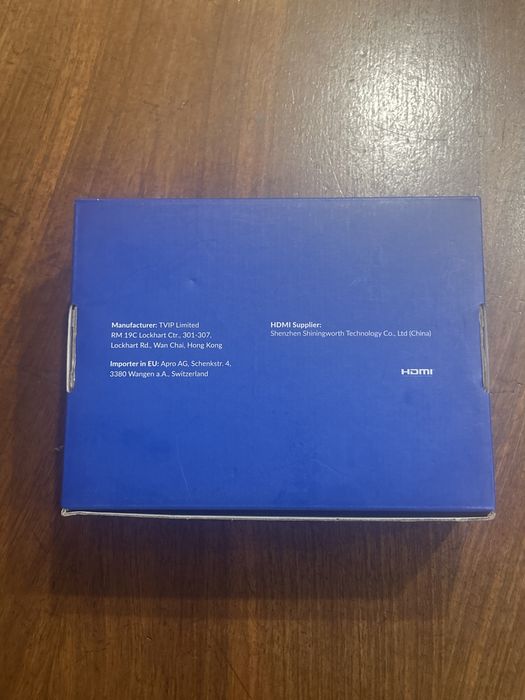 Manufacturer: TVIP Limited
RM 19C Lockhart Ctr., 301-307,
Lockhart Rd., Wan Chai, Hong Kong
Importer in EU: Apro AG, Schenkstr. 4,
3380 Wangen a.A., Switzerland
HDMI Supplier:
Shenzhen Shiningworth Technology Co., Ltd (China)
HDMI